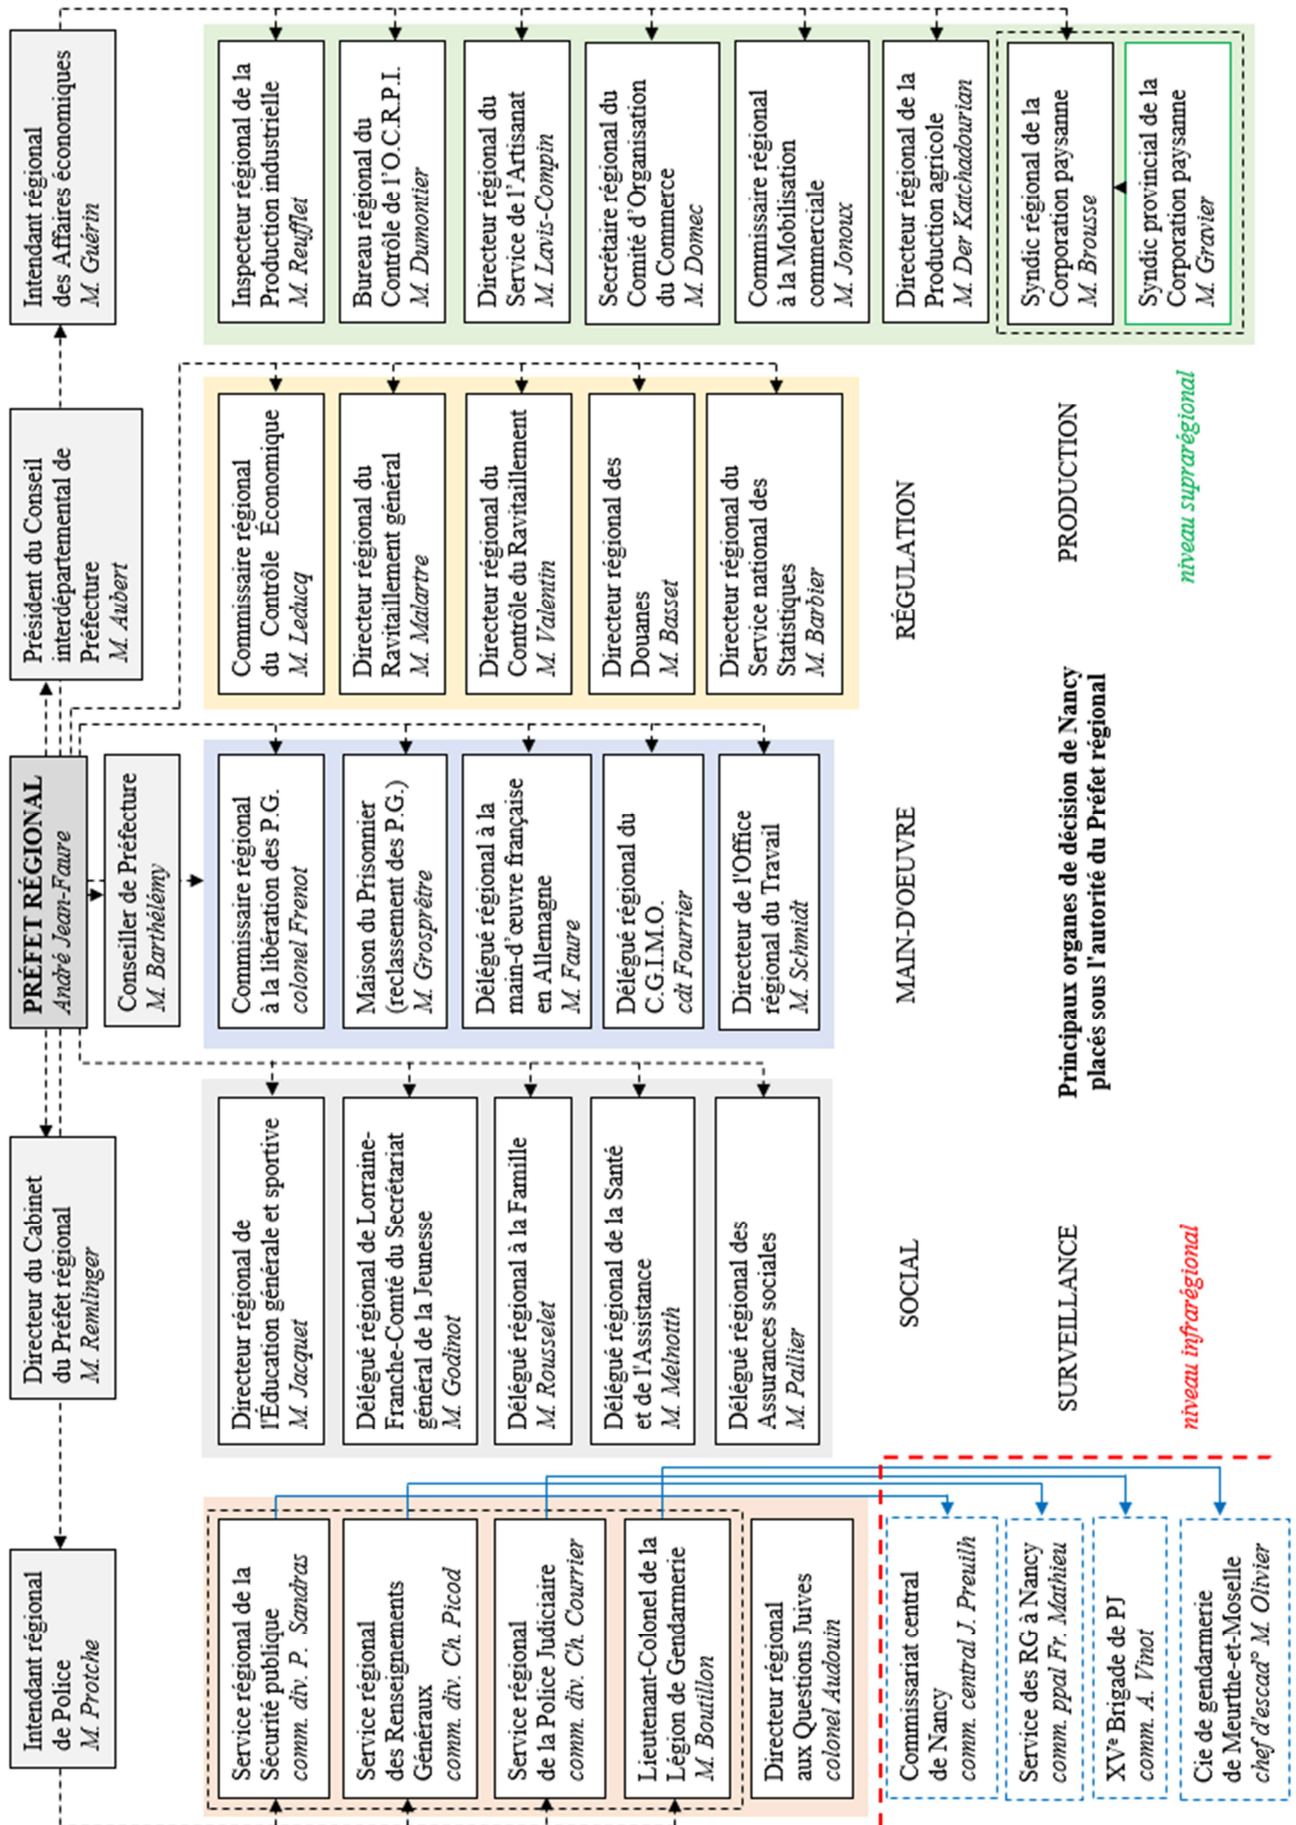 PRÉFET RÉGIONAL
André Jean-Faure
Intendant régional
de Police
M. Protche
Directeur du Cabinet
du Préfet régional
M. Remlinger
Conseiller de Préfecture
M. Barthélémy
Président du Conseil
interdépartemental de
Préfecture
M. Aubert
Intendant régional
des Affaires économiques
M. Guérin
Service régional de la
Sécurité publique
comm. div. P. Sandras
Service régional
des Renseignements
Généraux
comm. div. Ch. Picod
Service régional
de la Police Judiciaire
comm. div. Ch. Courrier
Lieutenant-Colonel de la
Légion de Gendarmerie
M. Boutillon
Directeur régional
aux Questions Juives
colonel Audouin
Commissariat central
de Nancy
comm. central J. Preuilh
Service des RG à Nancy
comm. ppal Fr. Mathieu
XVe Brigade de PJ
comm. A. Vinot
Cie de gendarmerie
de Meurthe-et-Moselle
chef d'escad° M. Olivier
Directeur régional de
l'Éducation générale et sportive
M. Jacquet
Délégué régional de Lorraine-
Franche-Comté du Secrétariat
général de la Jeunesse
M. Godinot
Délégué régional à la Famille
M. Rousselet
Délégué régional de la Santé
et de l'Assistance
M. Melnotth
Délégué régional des
Assurances sociales
M. Pallier
Commissaire régional
à la libération des P.G.
colonel Frenot
Maison du Prisonnier
(reclassement des P.G.)
M. Grosprêtre
Délégué régional à la
main-d'œuvre française
en Allemagne
M. Faure
Délégué régional du
C.G.I.M.O.
cdt Fourrier
Directeur de l'Office
régional du Travail
M. Schmidt
Commissaire régional
du Contrôle Économique
M. Leducq
Directeur régional du
Ravitaillement général
M. Malartre
Directeur régional du
Contrôle du Ravitaillement
M. Valentin
Directeur régional des
Douanes
M. Basset
Directeur régional du
Service national des
Statistiques
M. Barbier
Inspecteur régional de la
Production industrielle
M. Reufflet
Bureau régional du
Contrôle de l'O.C.R.P.I.
M. Dumontier
Directeur régional du
Service de l'Artisanat
M. Lavis-Compin
Secrétaire régional du
Comité d'Organisation
du Commerce
M. Domec
Commissaire régional
à la Mobilisation
commerciale
M. Jonoux
Directeur régional de la
Production agricole
M. Der Katchadourian
Syndic régional de la
Corporation paysanne
M. Brousse
Syndic provincial de la
Corporation paysanne
M. Gravier
SOCIAL
MAIN-D'OEUVRE
RÉGULATION
SURVEILLANCE
Principaux organes de décision de Nancy
placés sous l'autorité du Préfet régional
PRODUCTION
niveau infrarégional
niveau suprarégional